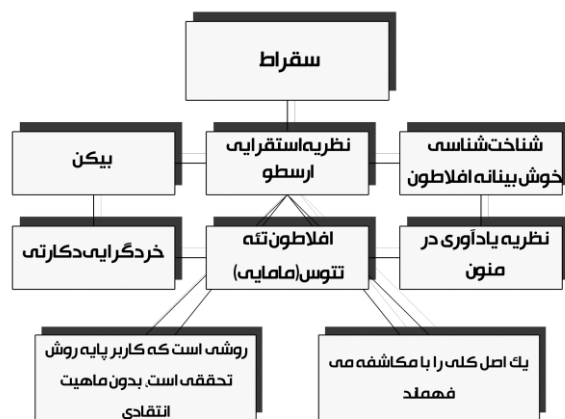 سقراط
شناخت‌شناسی
خوش بینانه افلاطون
نظریه استقرایی
ارسطو
بیکن
نظریه یادآوری در
منون
افلاطون تئه
تتوس(مامایی)
خردگرایی دکارتی
یك اصل کلی را با مکاشفه می
فهمند
روشی است که کاربر پایه روش
تحققی است. بدون ماهیت
انتقادی